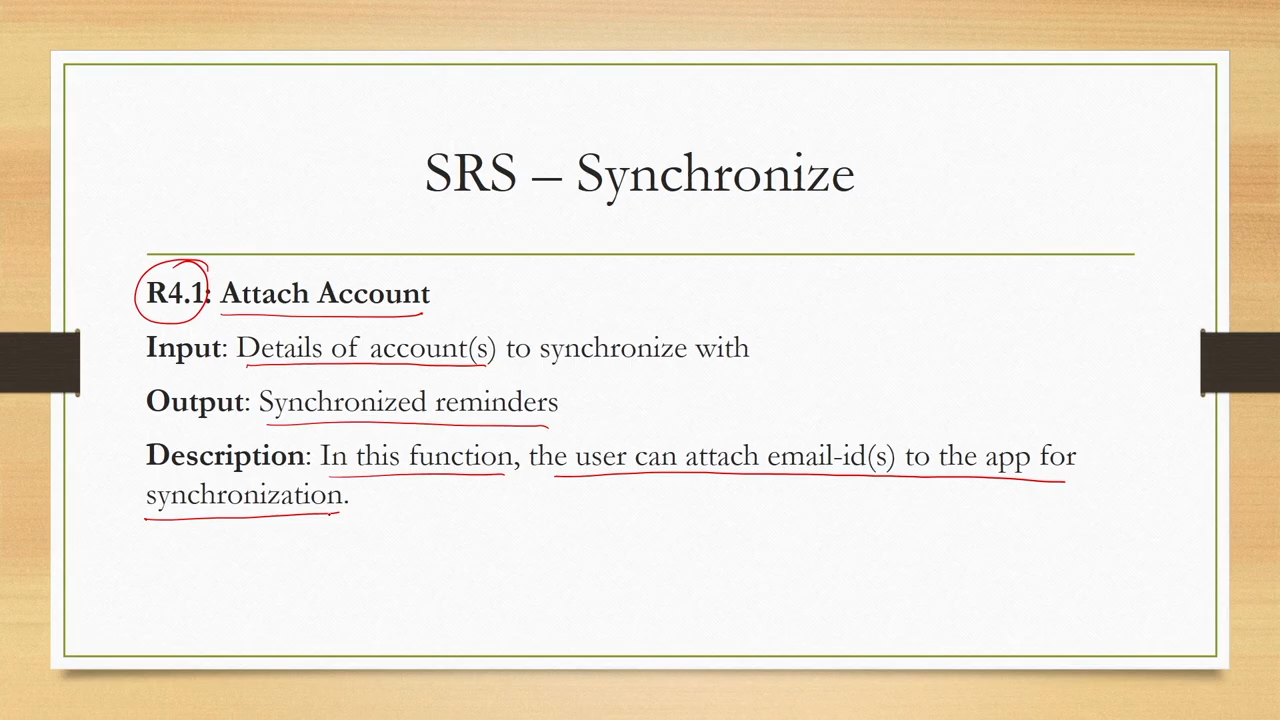 SRS – Synchronize
R4.1: Attach Account
Input: Details of account(s) to synchronize with
Output: Synchronized reminders
Description: In this function, the user can attach email-id(s) to the app for
synchronization.